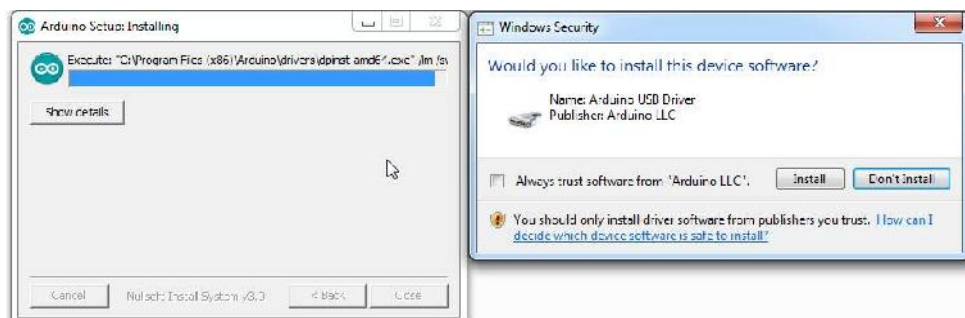 Arduino Setup: Installing
Execute: "C:\Program Files (x86)\Arduino\drivers\dpinst-amd64.exe" /lm /sv
Show details
Cancel
Nullsoft Install System v3.0
< Back
Close
Windows Security
Would you like to install this device software?
Name: Arduino USB Driver
Publisher: Arduino LLC
Always trust software from "Arduino LLC".
Install
Don't Install
You should only install driver software from publishers you trust. How can I
decide which device software is safe to install?